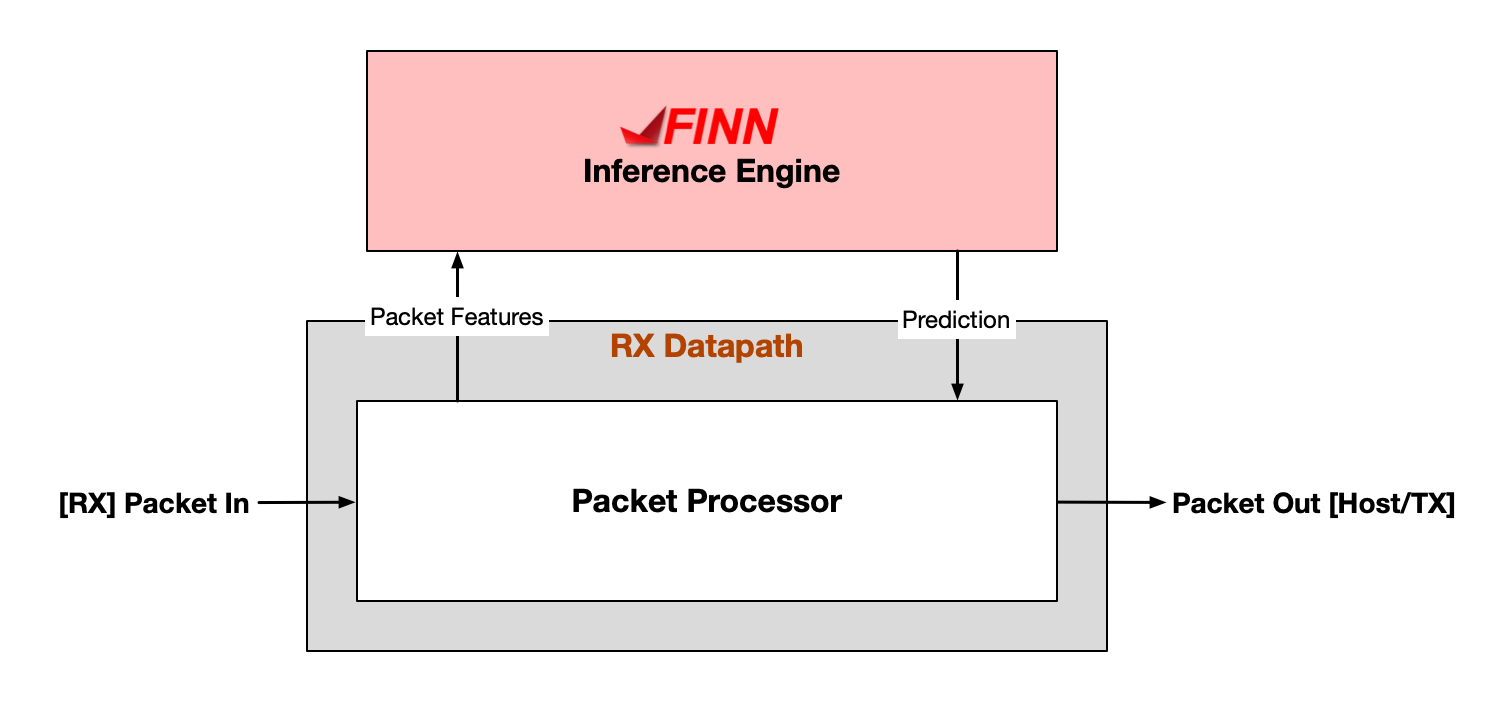 FINN
Inference Engine
Packet Features
Prediction
RX Datapath
[RX] Packet In
Packet Processor
Packet Out [Host/TX]